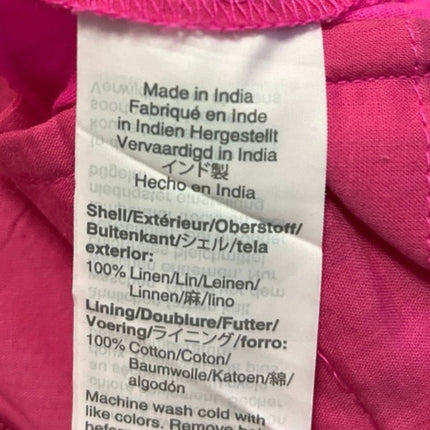 Made in India
Fabriqué en Inde
in Indien Hergestellt
Vervaardigd in India
インド製
Hecho en India
Shell/Extérieur/Oberstoff/
Buitenkant/シェル/tela
exterior:
100% Linen/Lin/Leinen/
Linnen/麻/lino
Lining/Doublure/Futter/
Voering/ライニング/forro:
100% Cotton/Coton/
Baumwolle/Katoen/綿/
algodón
Machine wash cold with
like colors. Remove
before